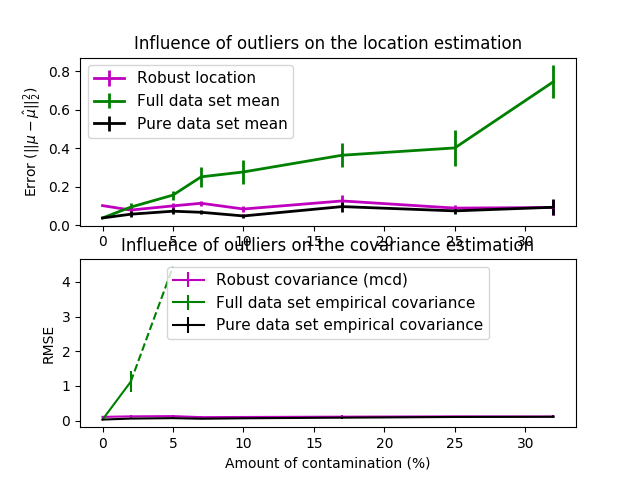 Influence of outliers on the location estimation
Error (||μ − μ̂||₂²)
0.8
0.6
0.4
0.2
0.0
Robust location
Full data set mean
Pure data set mean
0 5 10 15 20 25 30
Influence of outliers on the covariance estimation
RMSE
4
3
2
1
0
Robust covariance (mcd)
Full data set empirical covariance
Pure data set empirical covariance
0 5 10 15 20 25 30
Amount of contamination (%)